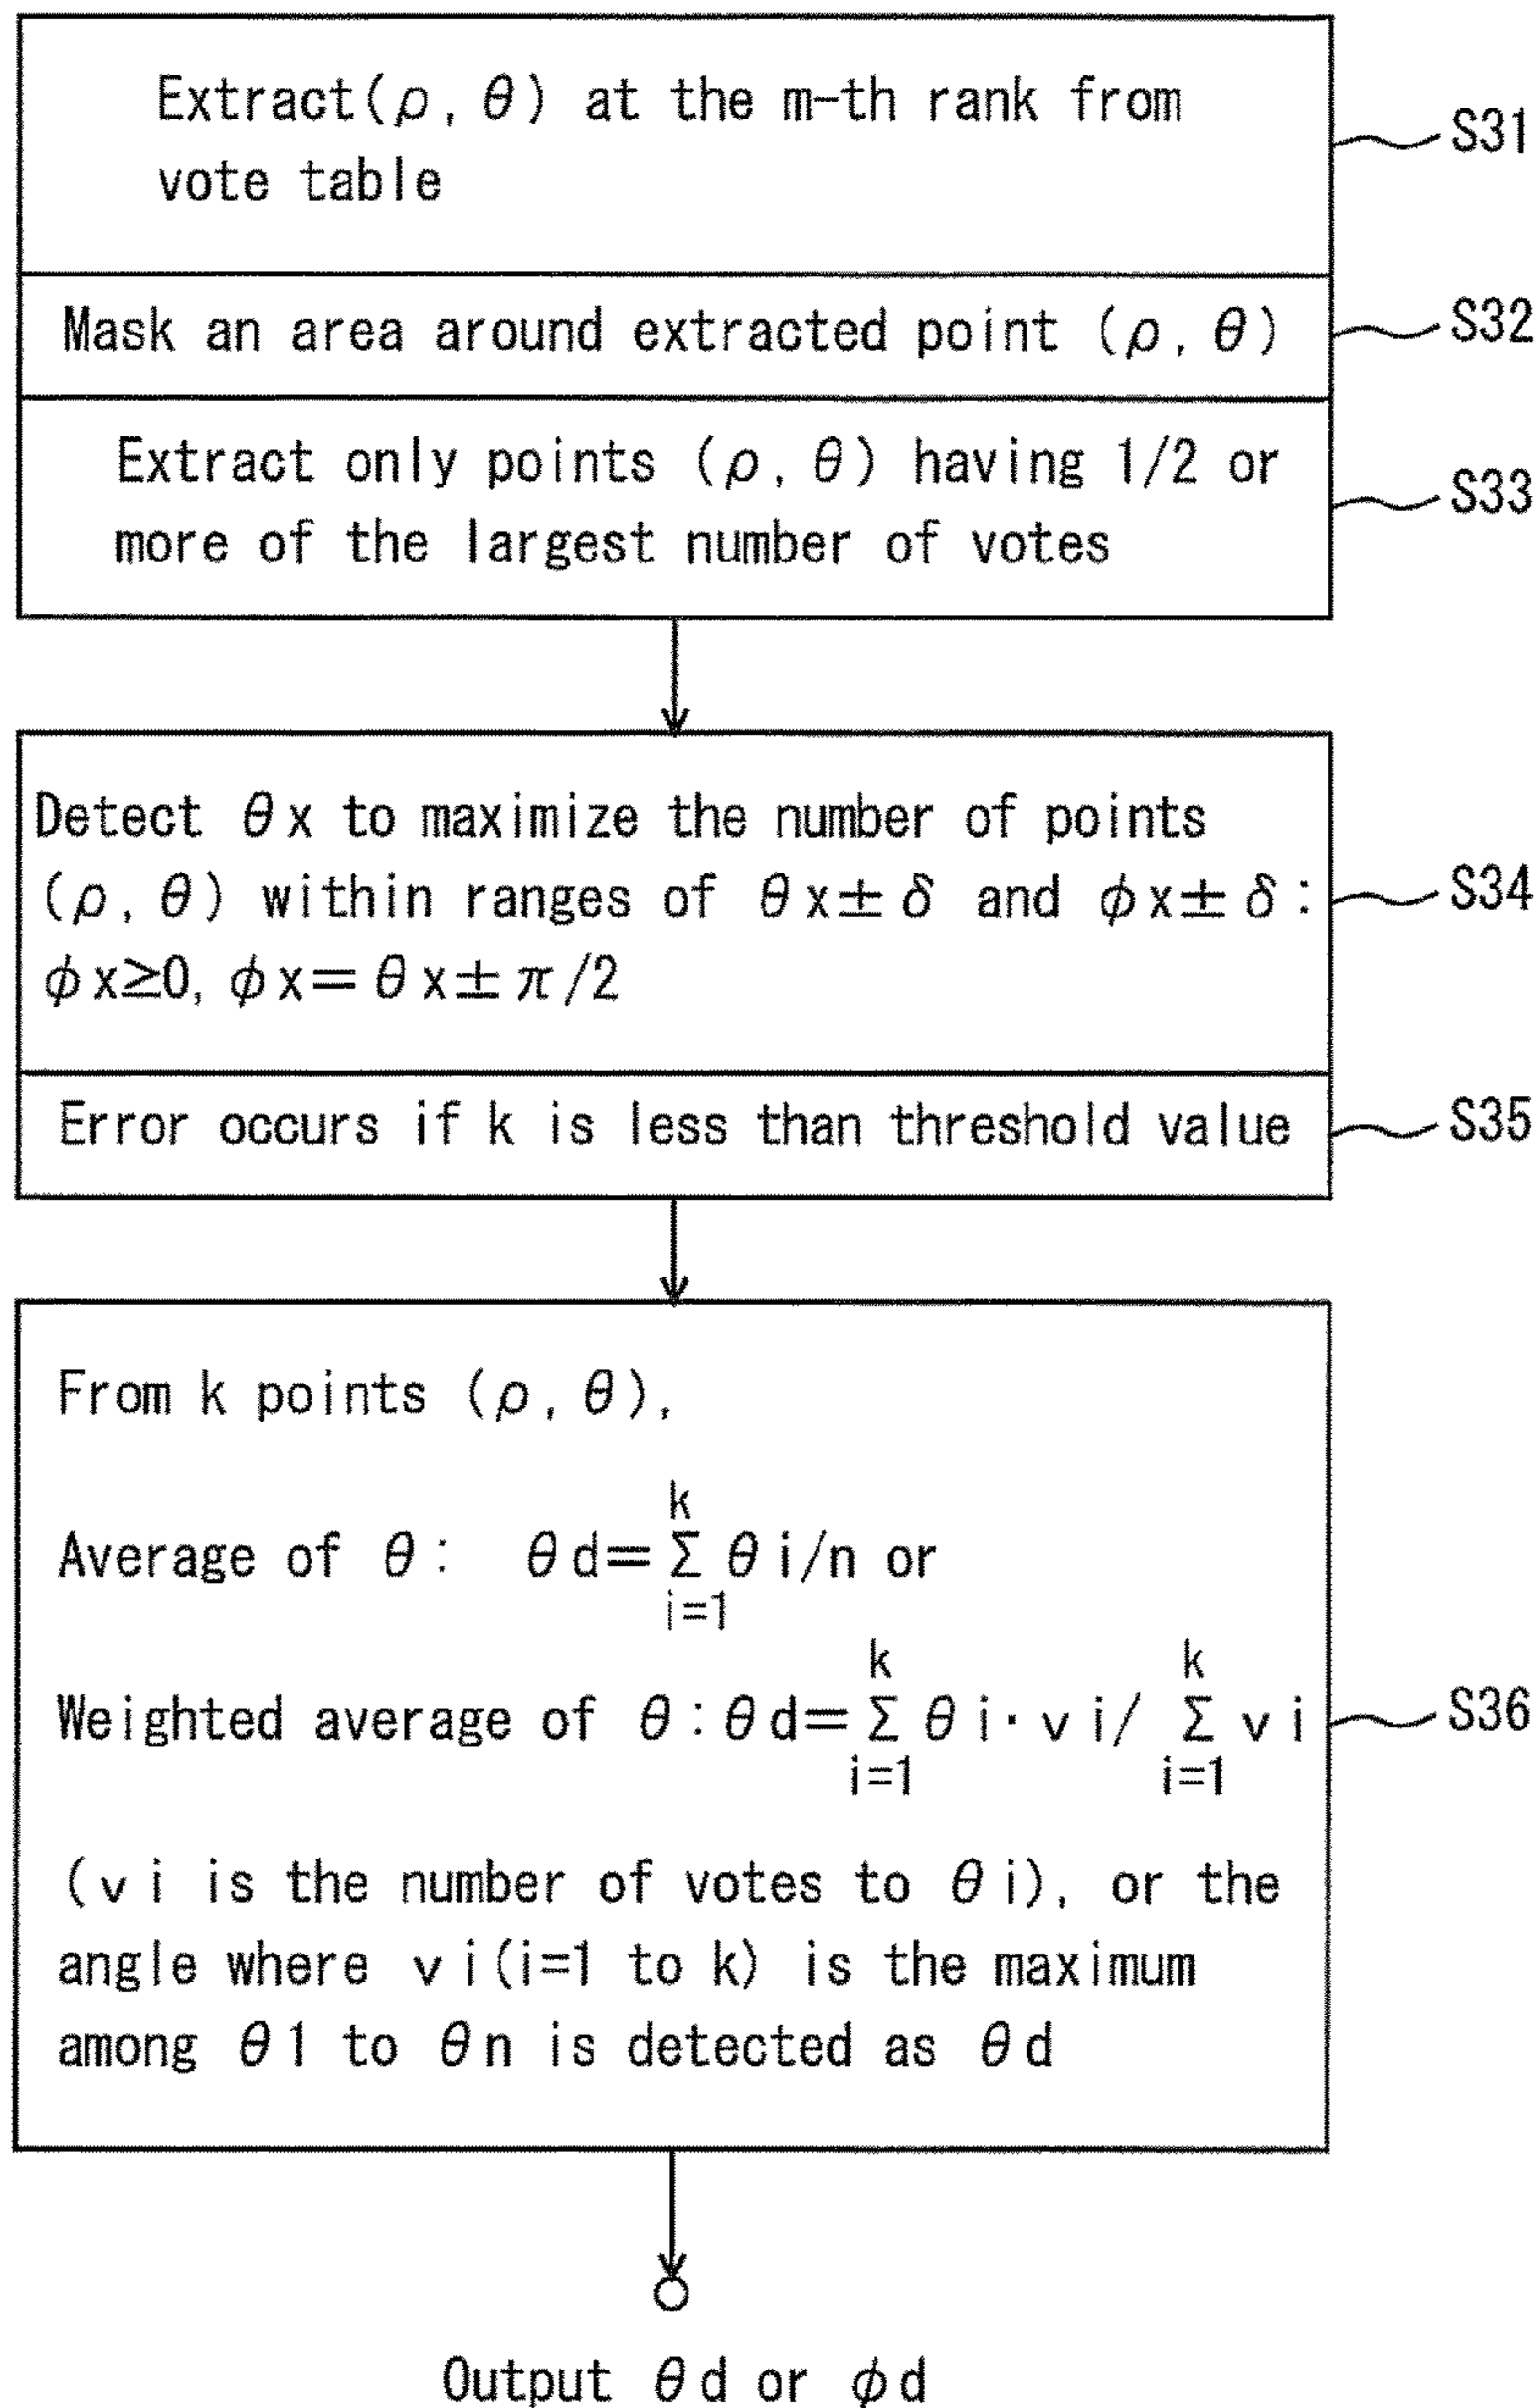 Extract(ρ, θ) at the m-th rank from
vote table
S31
Mask an area around extracted point (ρ, θ)
S32
Extract only points (ρ, θ) having 1/2 or
more of the largest number of votes
S33
Detect θx to maximize the number of points
(ρ, θ) within ranges of θx±δ and φx±δ:
φx≥0, φx=θx±π/2
S34
Error occurs if k is less than threshold value
S35
From k points (ρ, θ),
k
Average of θ: θd=Σ θi/n or
i=1
k k
Weighted average of θ:θd=Σ θi・vi/ Σ vi
i=1 i=1
S36
(vi is the number of votes to θi), or the
angle where vi(i=1 to k) is the maximum
among θ1 to θn is detected as θd
Output θd or φd